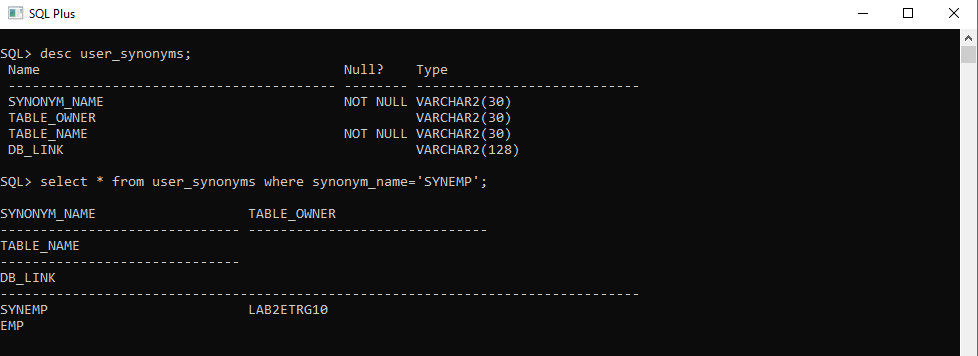 SQL Plus
SQL> desc user_synonyms;
 Name                                      Null?    Type
 ----------------------------------------- -------- ----------------------------
 SYNONYM_NAME                              NOT NULL VARCHAR2(30)
 TABLE_OWNER                                        VARCHAR2(30)
 TABLE_NAME                                NOT NULL VARCHAR2(30)
 DB_LINK                                            VARCHAR2(128)
SQL> select * from user_synonyms where synonym_name='SYNEMP';
SYNONYM_NAME                   TABLE_OWNER
------------------------------ ------------------------------
TABLE_NAME
------------------------------
DB_LINK
--------------------------------------------------------------------------------
SYNEMP                         LAB2ETRG10
EMP